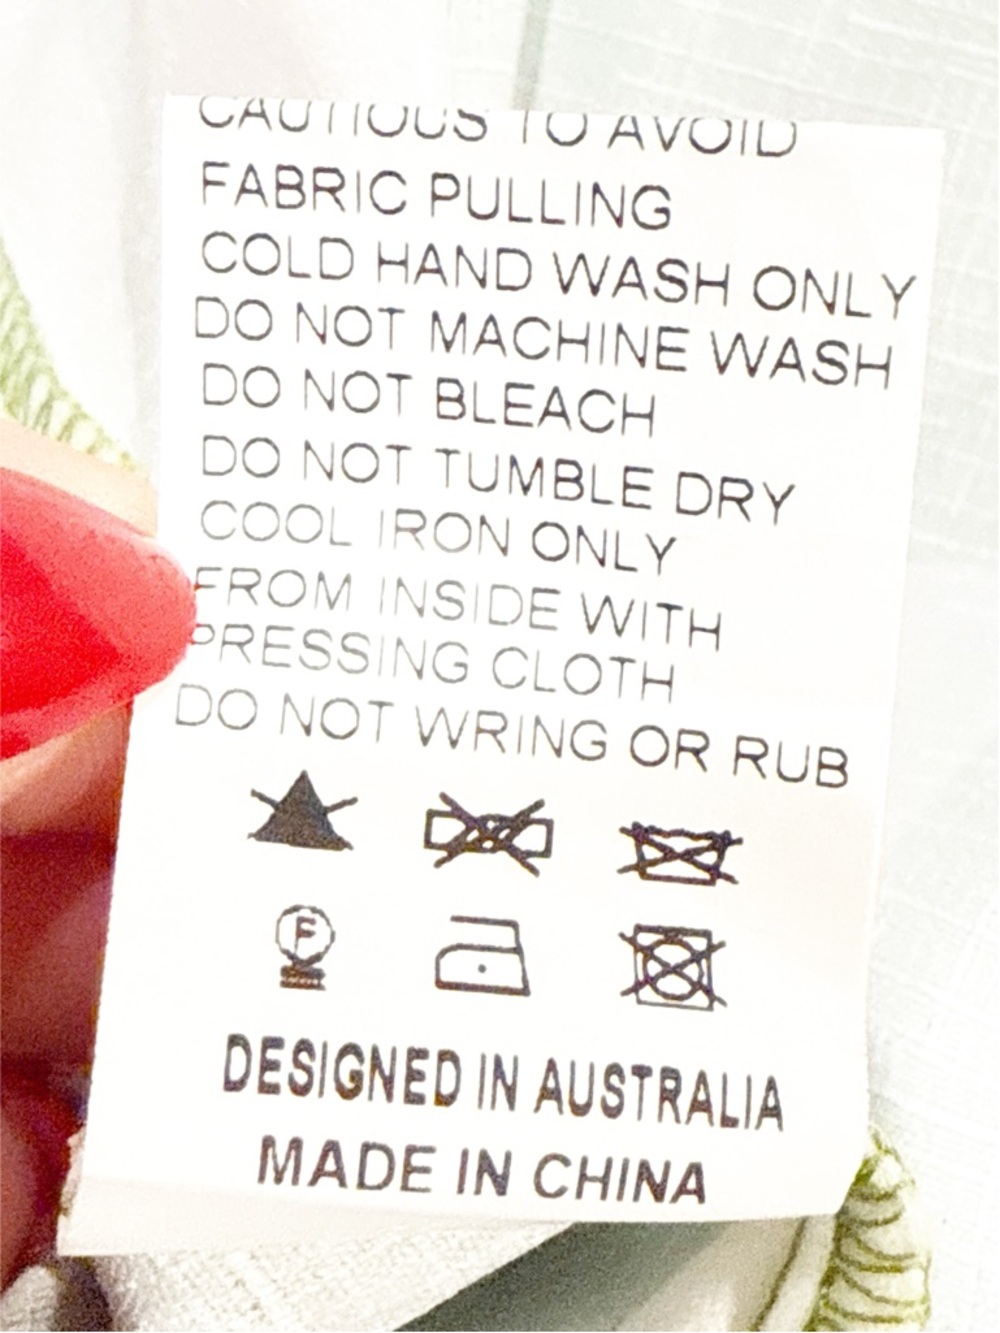 CAUTIOUS TO AVOID
FABRIC PULLING
COLD HAND WASH ONLY
DO NOT MACHINE WASH
DO NOT BLEACH
DO NOT TUMBLE DRY
COOL IRON ONLY
FROM INSIDE WITH
PRESSING CLOTH
DO NOT WRING OR RUB
F
DESIGNED IN AUSTRALIA
MADE IN CHINA